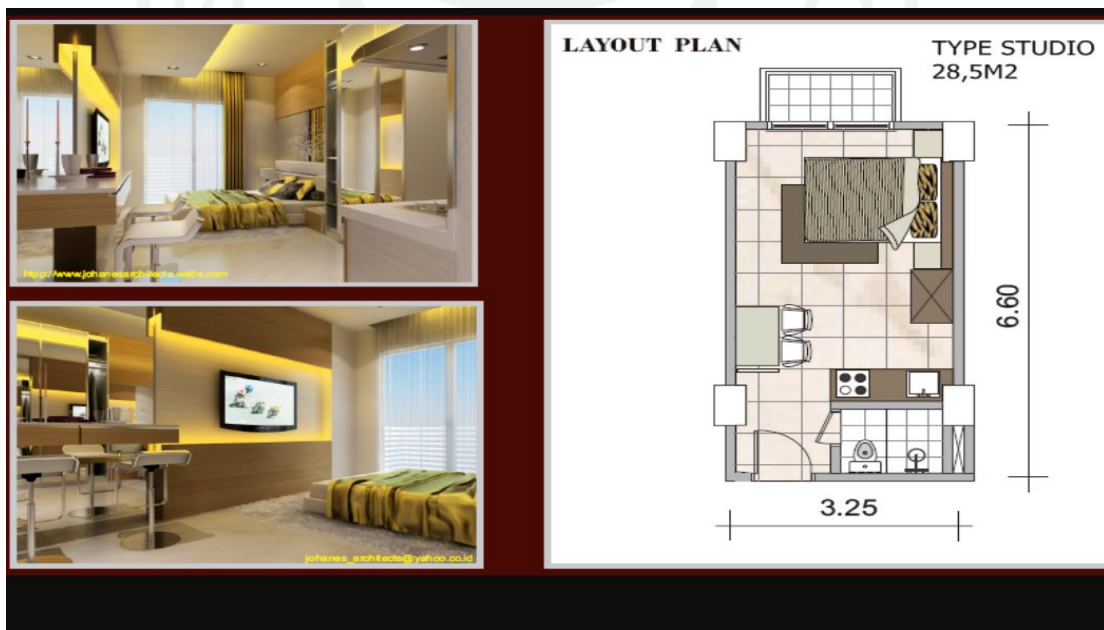 http://www.johanesarchitects.webs.com
johanes_architects@yahoo.co.id
LAYOUT PLAN
TYPE STUDIO
28,5M2
6.60
3.25